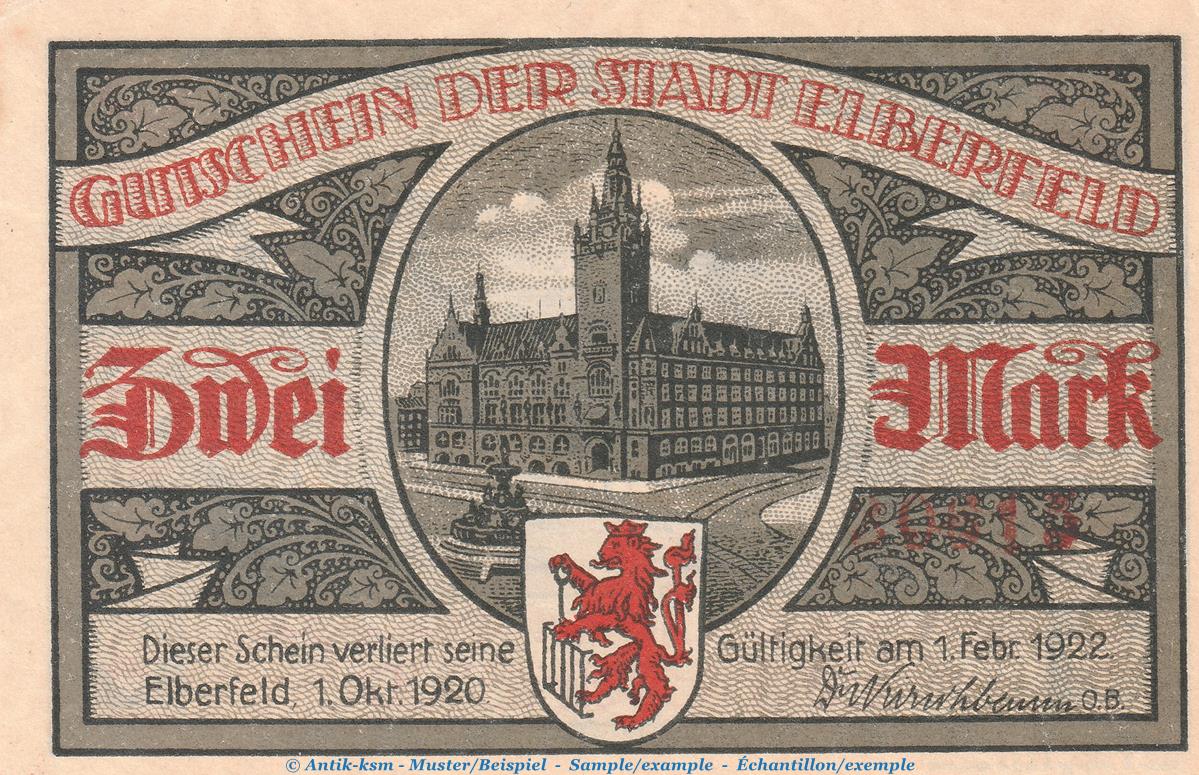 GUTSCHEIN DER STADT ELBERFELD
Zwei Mark
Dieser Schein verliert seine Gültigkeit am 1. Febr. 1922.
Elberfeld, 1. Okt. 1920
O.B.
© Antik-ksm - Muster/Beispiel - Sample/example - Échantillon/exemple